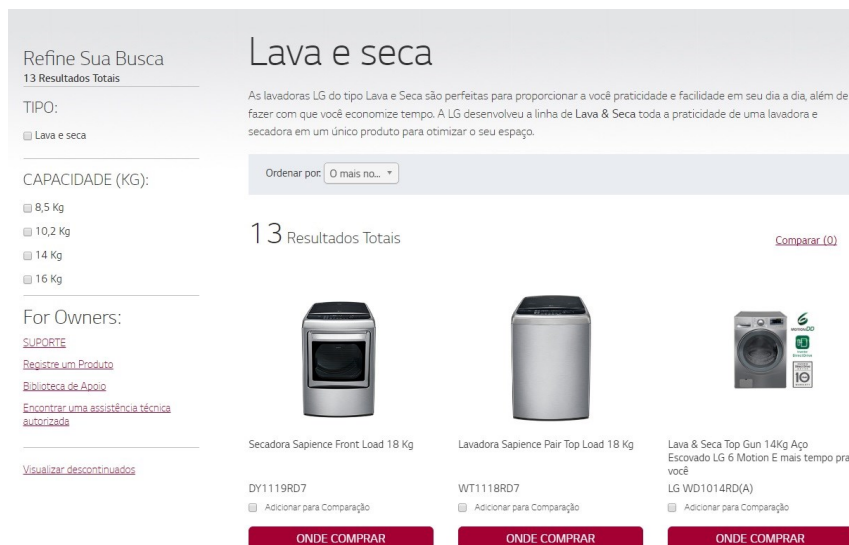 Refine Sua Busca
13 Resultados Totais
TIPO:
Lava e seca
CAPACIDADE (KG):
8,5 Kg
10,2 Kg
14 Kg
16 Kg
For Owners:
SUPORTE
Registre um Produto
Biblioteca de Apoio
Encontrar uma assistência técnica
autorizada
Visualizar descontinuados
Lava e seca
As lavadoras LG do tipo Lava e Seca são perfeitas para proporcionar a você praticidade e facilidade em seu dia a dia, além de
fazer com que você economize tempo. A LG desenvolveu a linha de Lava & Seca toda a praticidade de uma lavadora e
secadora em um único produto para otimizar o seu espaço.
Ordenar por: O mais no...
13 Resultados Totais
Comparar (0)
6
MOTION DD
10
Secadora Sapience Front Load 18 Kg
DY1119RD7
Adicionar para Comparação
ONDE COMPRAR
Lavadora Sapience Pair Top Load 18 Kg
WT1118RD7
Adicionar para Comparação
ONDE COMPRAR
Lava & Seca Top Gun 14Kg Aço
Escovado LG 6 Motion E mais tempo pra
você
LG WD1014RD(A)
Adicionar para Comparação
ONDE COMPRAR